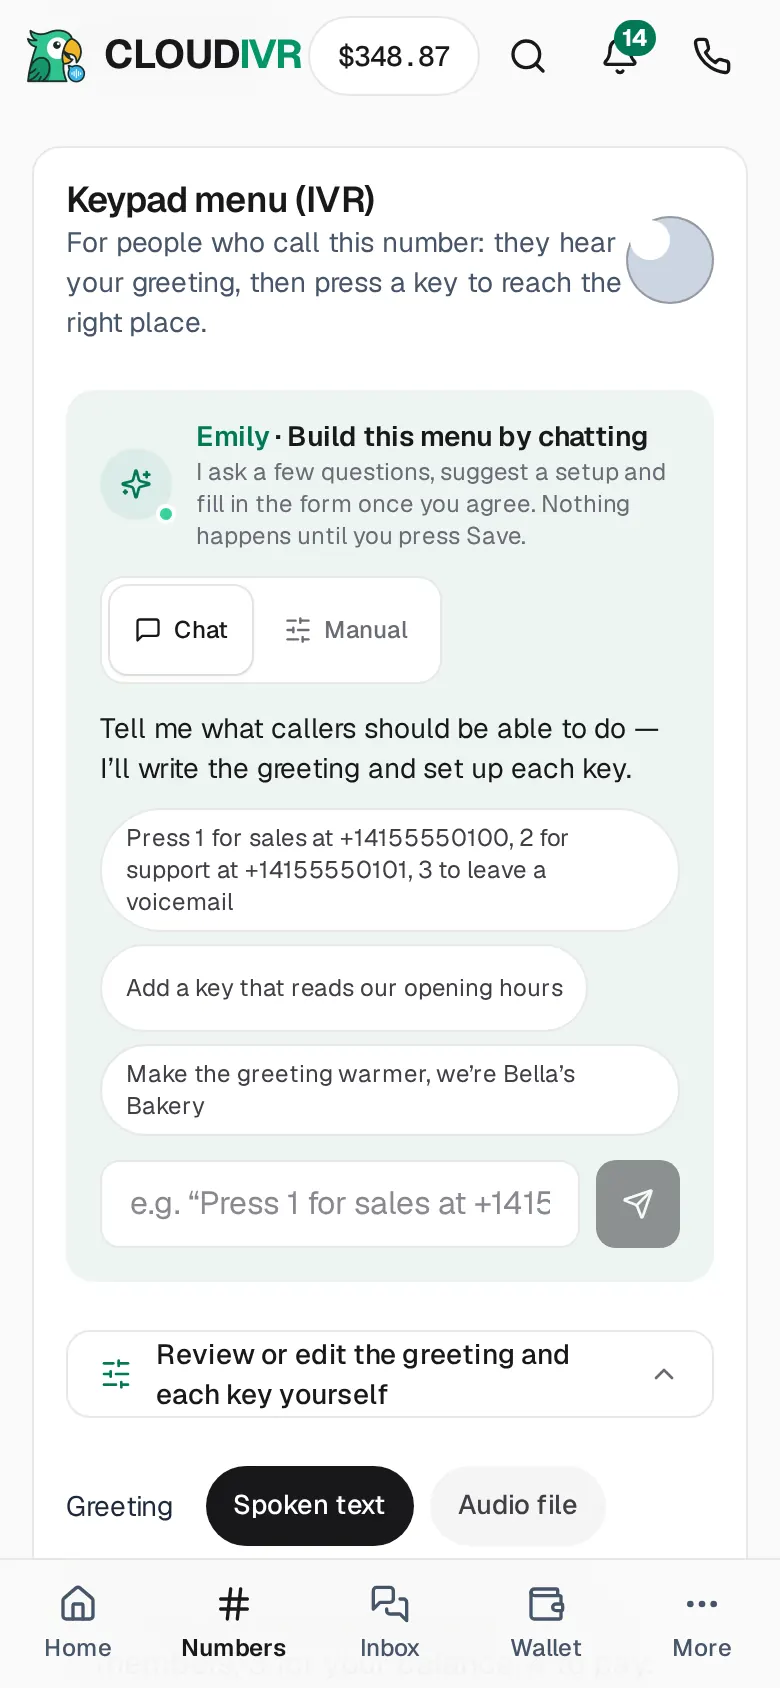 CLOUDIVR
$348.87
14
Keypad menu (IVR)
For people who call this number: they hear
your greeting, then press a key to reach the
right place.
Emily · Build this menu by chatting
I ask a few questions, suggest a setup and
fill in the form once you agree. Nothing
happens until you press Save.
Chat
Manual
Tell me what callers should be able to do —
I’ll write the greeting and set up each key.
Press 1 for sales at +14155550100, 2 for
support at +14155550101, 3 to leave a
voicemail
Add a key that reads our opening hours
Make the greeting warmer, we’re Bella’s
Bakery
e.g. “Press 1 for sales at +1415
Review or edit the greeting and
each key yourself
Greeting
Spoken text
Audio file
Home
Numbers
Inbox
Wallet
More